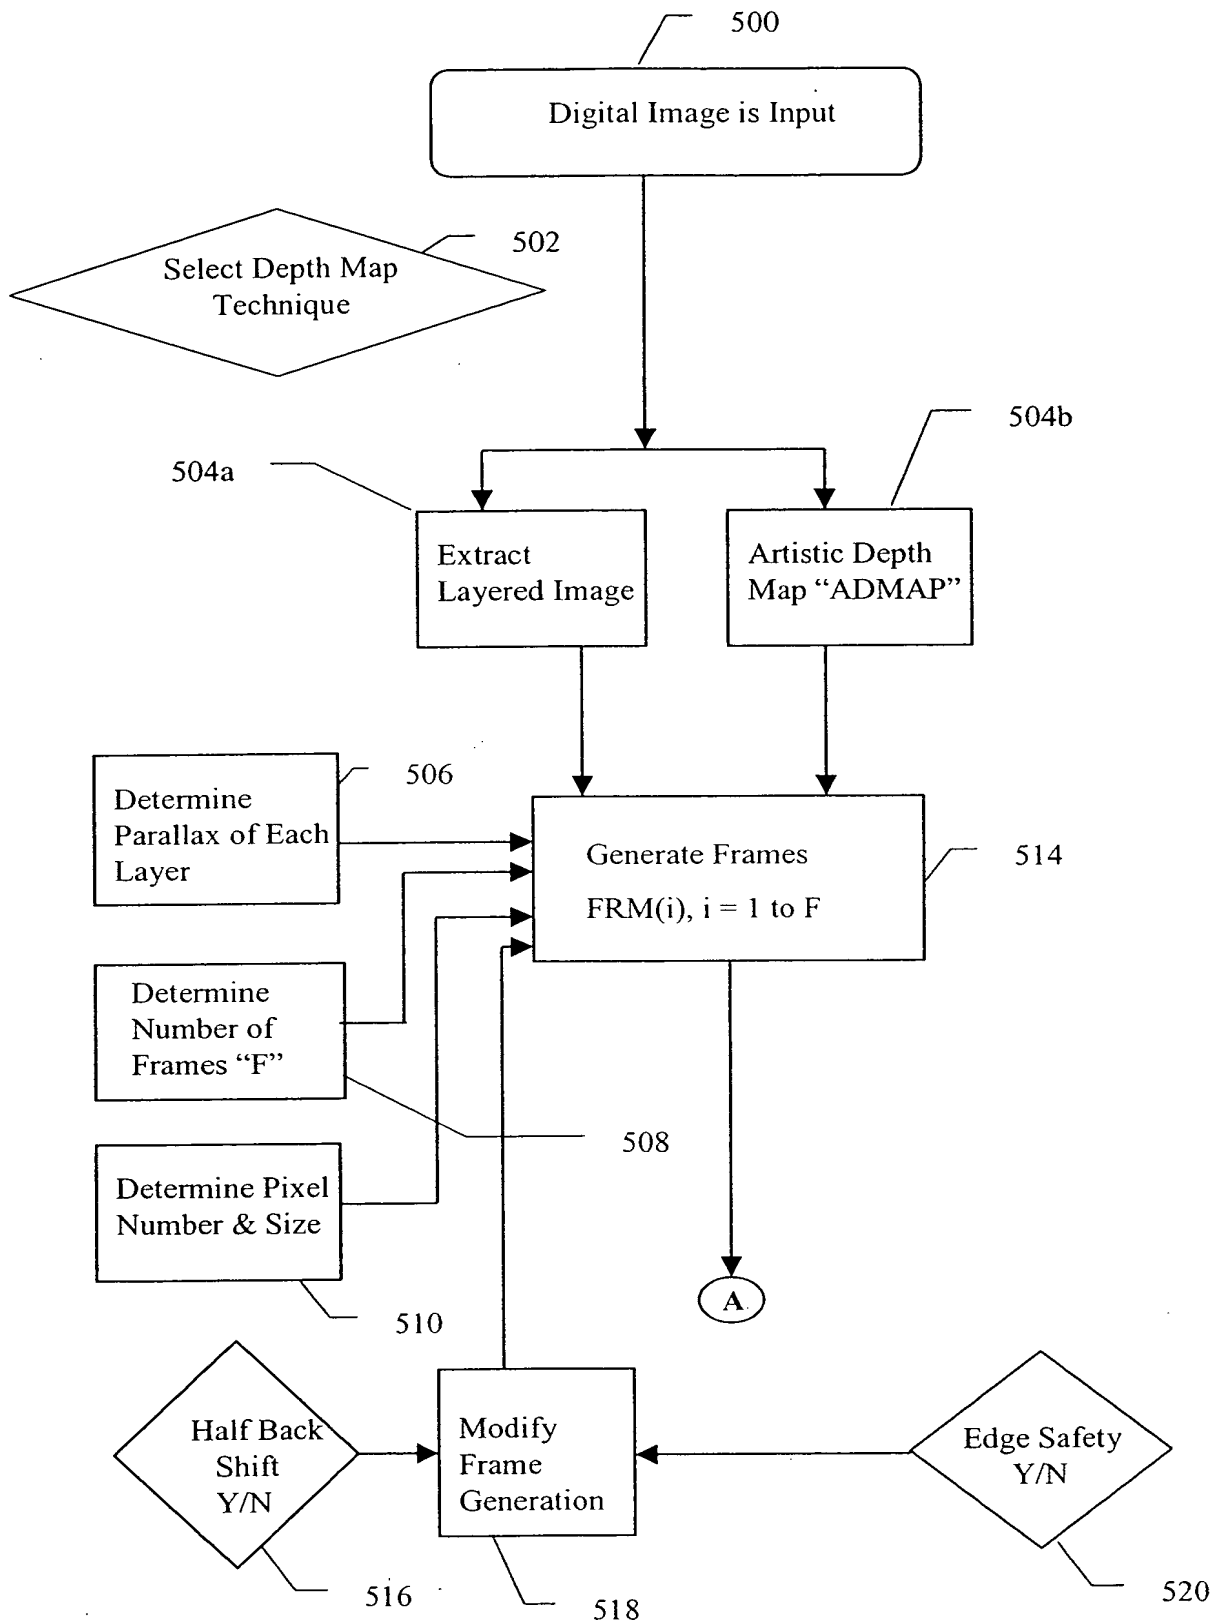 500
Digital Image is Input
502
Select Depth Map
Technique
504b
504a
Extract
Layered Image
Artistic Depth
Map “ADMAP”
506
Determine
Parallax of Each
Layer
Generate Frames
FRM(i), i = 1 to F
514
Determine
Number of
Frames “F”
508
Determine Pixel
Number & Size
510
A
Half Back
Shift
Y/N
Modify
Frame
Generation
Edge Safety
Y/N
516
518
520